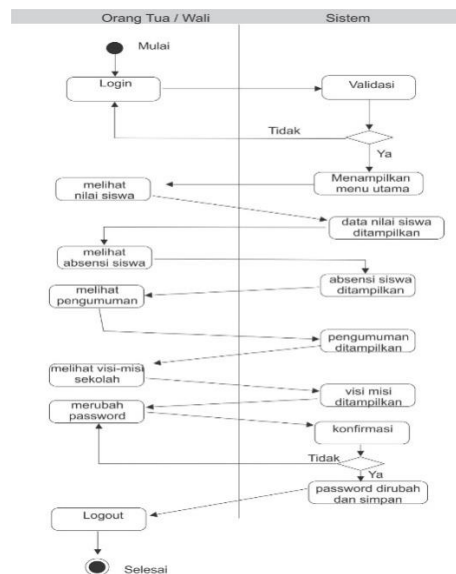 Orang Tua / Wali
Sistem
Mulai
Login
Validasi
Tidak
Ya
Menampilkan
menu utama
melihat
nilai siswa
data nilai siswa
ditampilkan
melihat
absensi siswa
absensi siswa
ditampilkan
melihat
pengumuman
pengumuman
ditampilkan
melihat visi-misi
sekolah
visi misi
ditampilkan
merubah
password
konfirmasi
Tidak
Ya
password dirubah
dan simpan
Logout
Selesai